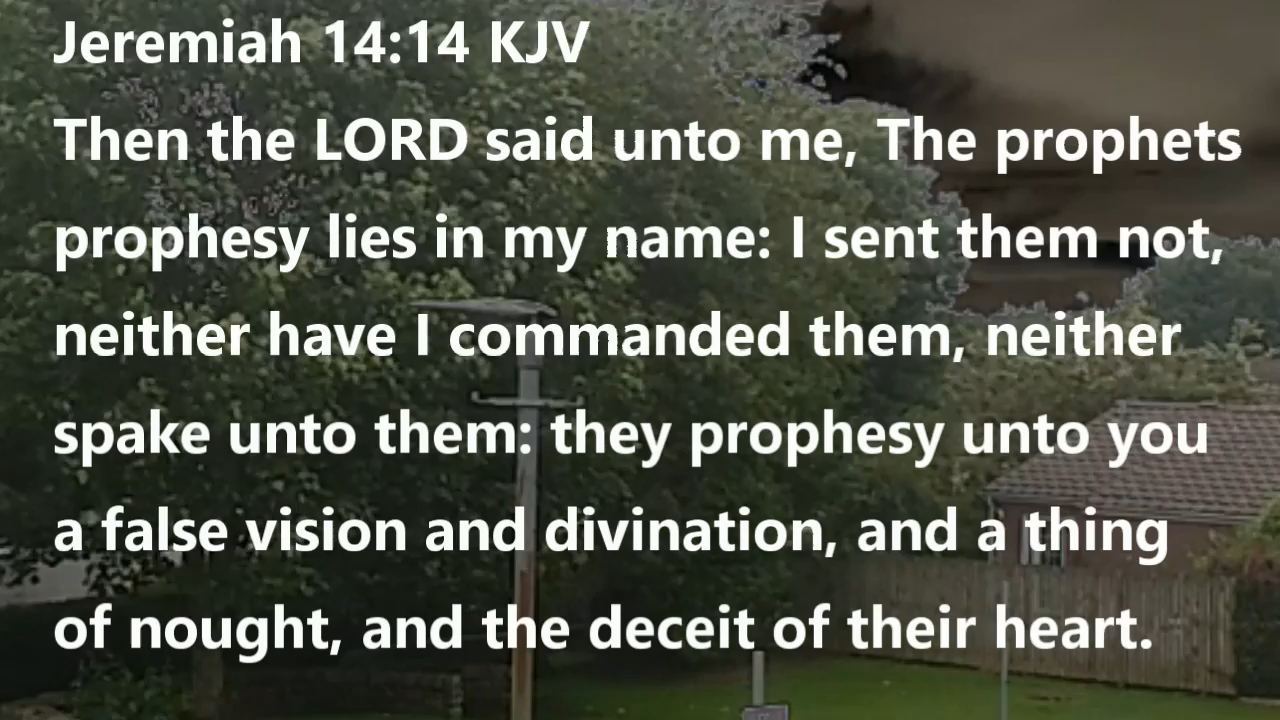 Jeremiah 14:14 KJV
Then the LORD said unto me, The prophets
prophesy lies in my name: I sent them not,
neither have I commanded them, neither
spake unto them: they prophesy unto you
a false vision and divination, and a thing
of nought, and the deceit of their heart.